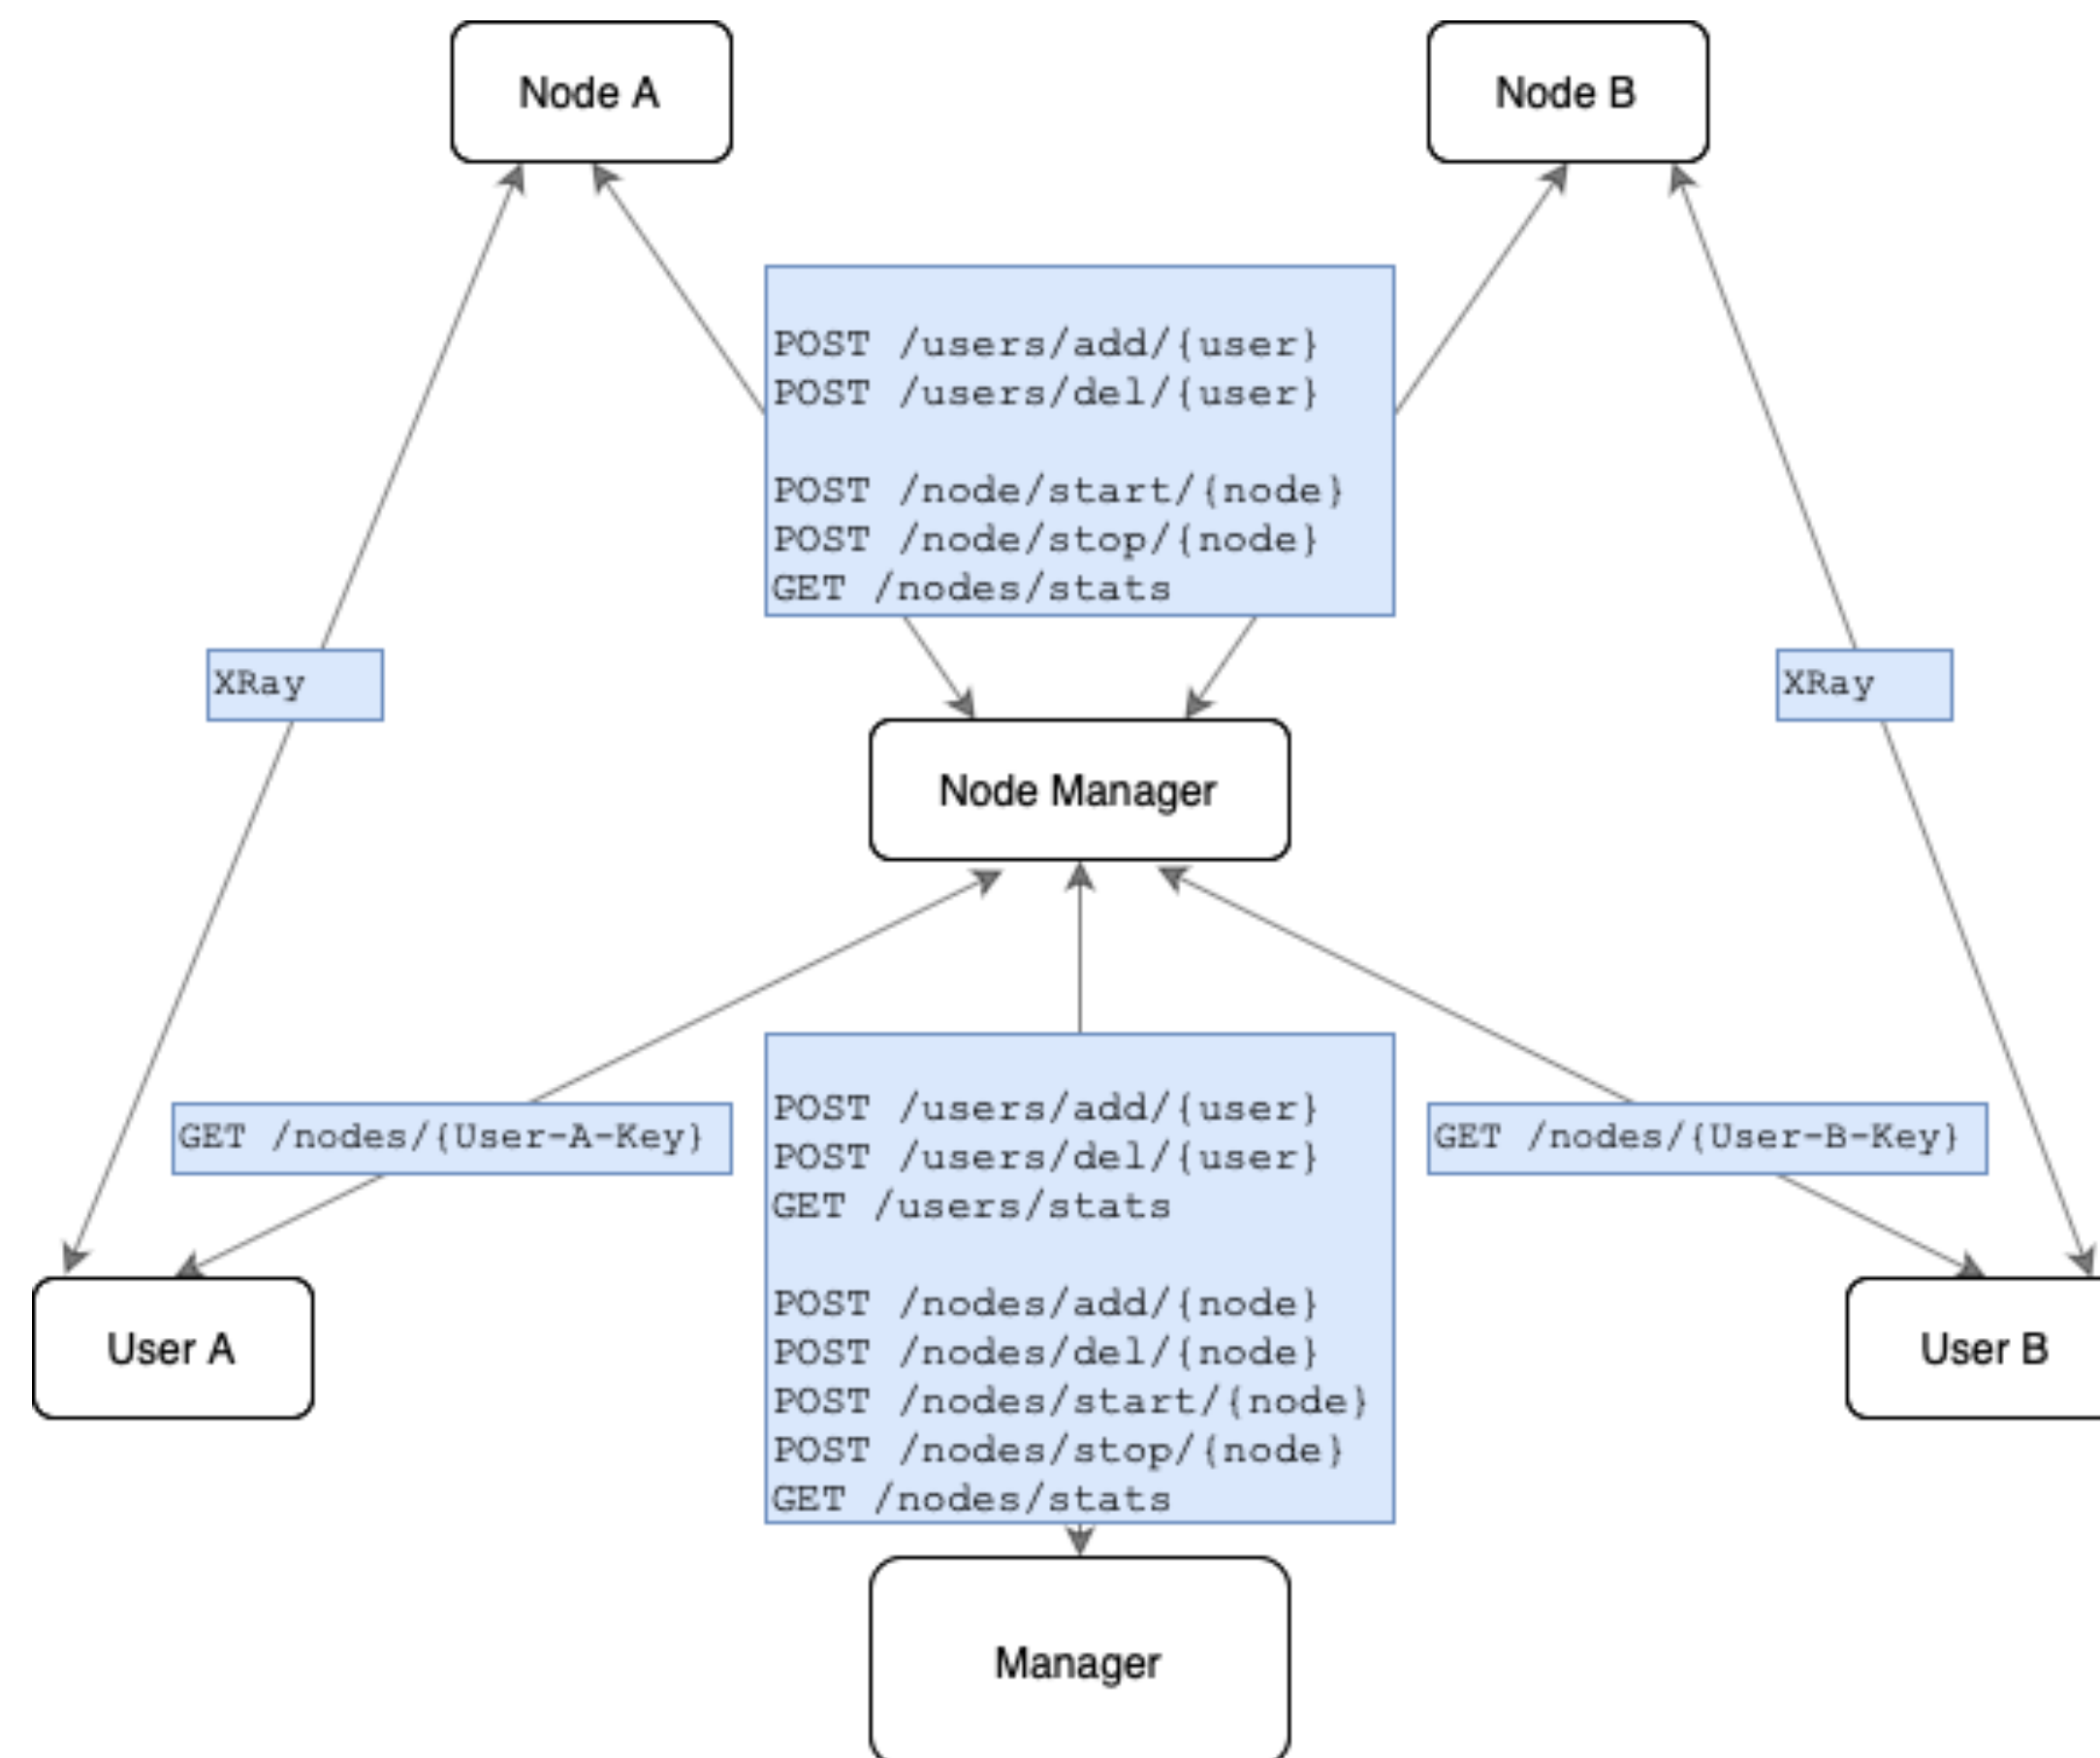 Node A
Node B
POST /users/add/{user}
POST /users/del/{user}
POST /node/start/{node}
POST /node/stop/{node}
GET /nodes/stats
XRay
XRay
Node Manager
GET /nodes/{User-A-Key}
POST /users/add/{user}
POST /users/del/{user}
GET /users/stats
POST /nodes/add/{node}
POST /nodes/del/{node}
POST /nodes/start/{node}
POST /nodes/stop/{node}
GET /nodes/stats
GET /nodes/{User-B-Key}
User A
User B
Manager